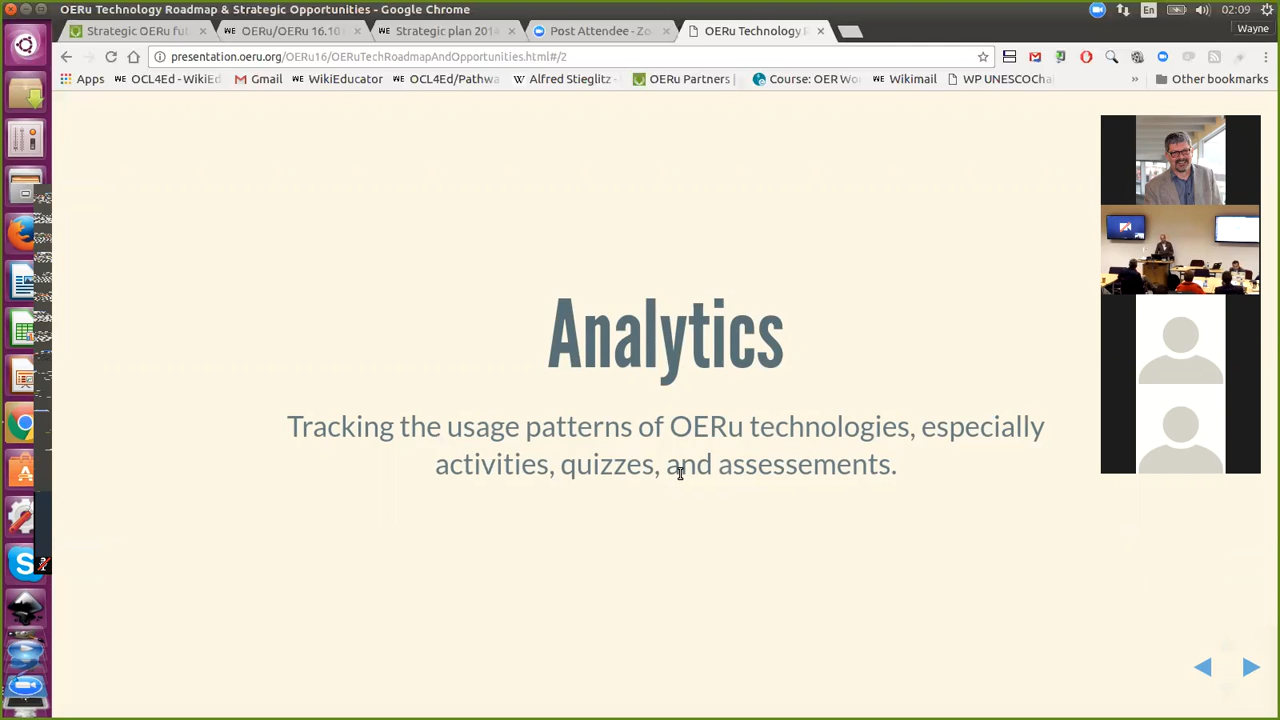 OERu Technology Roadmap & Strategic Opportunities - Google Chrome
En
02:09
Strategic OERu fut
OERu/OERu 16.10
Strategic plan 2014
Post Attendee - Zo
OERu Technology R
Wayne
presentation.oeru.org/OERu16/OERuTechRoadmapAndOpportunities.html#/2
Apps
OCL4Ed - WikiEd
Gmail
WikiEducator
OCL4Ed/Pathwa
Alfred Stieglitz -
OERu Partners |
Course: OER Wo
Wikimail
WP UNESCOCha
Other bookmarks
Analytics
Tracking the usage patterns of OERu technologies, especially
activities, quizzes, and assessements.